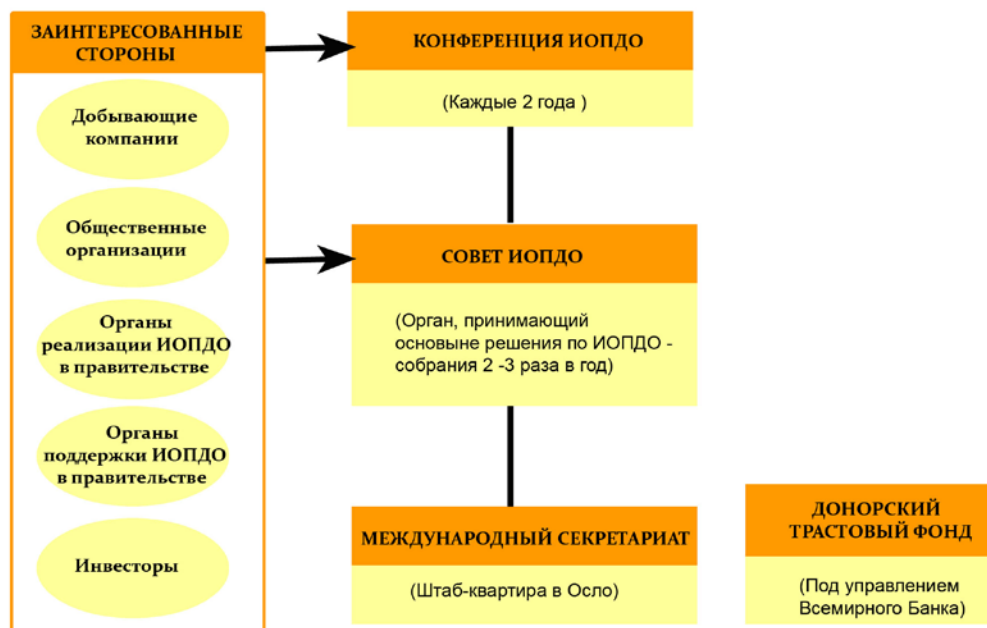 ЗАИНТЕРЕСОВАННЫЕ
СТОРОНЫ
Добывающие
компании
Общественные
организации
Органы
реализации ИОПДО
в правительстве
Органы
поддержки ИОПДО
в правительстве
Инвесторы
КОНФЕРЕНЦИЯ ИОПДО
(Каждые 2 года )
СОВЕТ ИОПДО
(Орган, принимающий
основыне решения по ИОПДО -
собрания 2 -3 раза в год)
МЕЖДУНАРОДНЫЙ СЕКРЕТАРИАТ
(Штаб-квартира в Осло)
ДОНОРСКИЙ
ТРАСТОВЫЙ ФОНД
(Под управлением
Всемирного Банка)